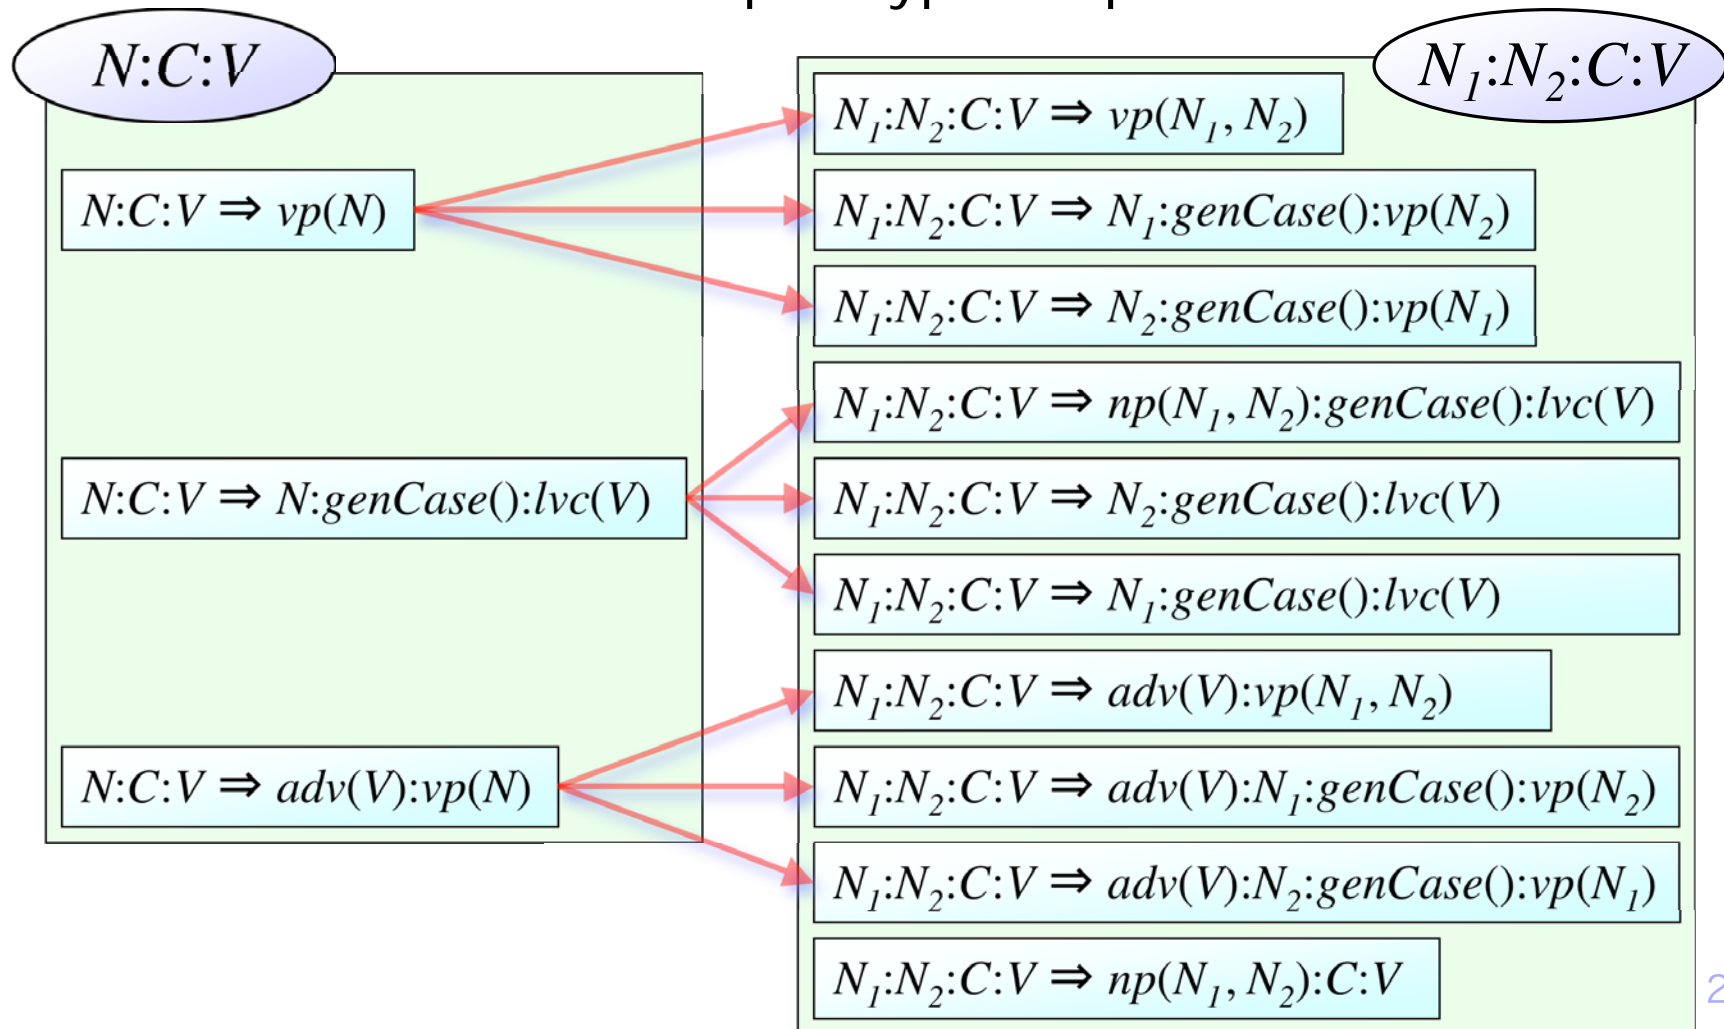 N:C:V
N:C:V ⇒ vp(N)
N:C:V ⇒ N:genCase():lvc(V)
N:C:V ⇒ adv(V):vp(N)
N₁:N₂:C:V
N₁:N₂:C:V ⇒ vp(N₁, N₂)
N₁:N₂:C:V ⇒ N₁:genCase():vp(N₂)
N₁:N₂:C:V ⇒ N₂:genCase():vp(N₁)
N₁:N₂:C:V ⇒ np(N₁, N₂):genCase():lvc(V)
N₁:N₂:C:V ⇒ N₂:genCase():lvc(V)
N₁:N₂:C:V ⇒ N₁:genCase():lvc(V)
N₁:N₂:C:V ⇒ adv(V):vp(N₁, N₂)
N₁:N₂:C:V ⇒ adv(V):N₁:genCase():vp(N₂)
N₁:N₂:C:V ⇒ adv(V):N₂:genCase():vp(N₁)
N₁:N₂:C:V ⇒ np(N₁, N₂):C:V